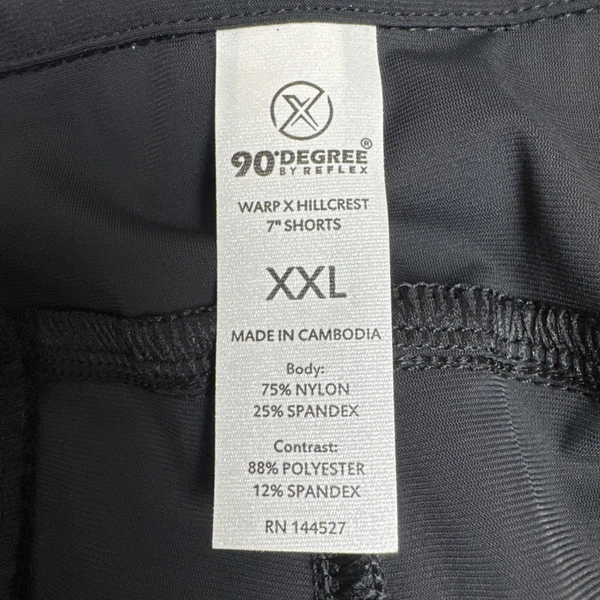 X
90°DEGREE®
BY REFLEX
WARP X HILLCREST
7" SHORTS
XXL
MADE IN CAMBODIA
Body:
75% NYLON
25% SPANDEX
Contrast:
88% POLYESTER
12% SPANDEX
RN 144527